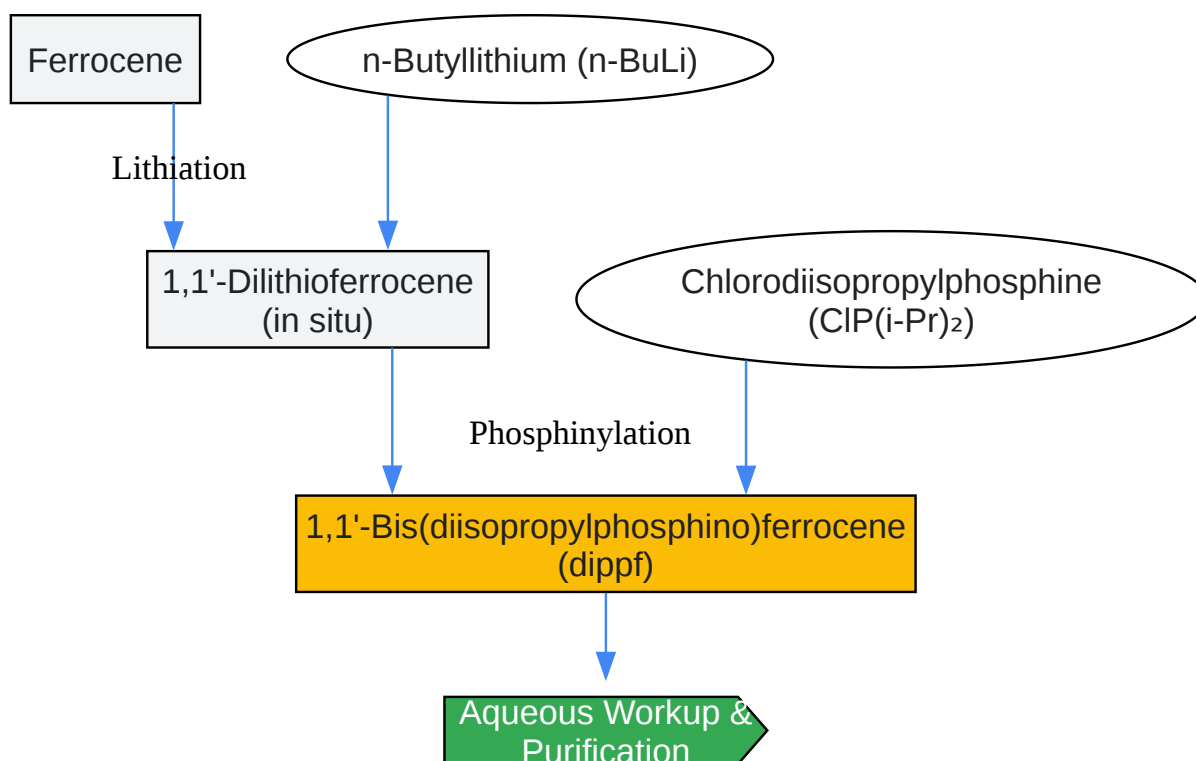 Ferrocene
n-Butyllithium (n-BuLi)
Lithiation
1,1'-Dilithioferrocene
(in situ)
Chlorodiisopropylphosphine
(ClP(i-Pr)₂)
Phosphinylation
1,1'-Bis(diisopropylphosphino)ferrocene
(dippf)
Aqueous Workup &
Purification